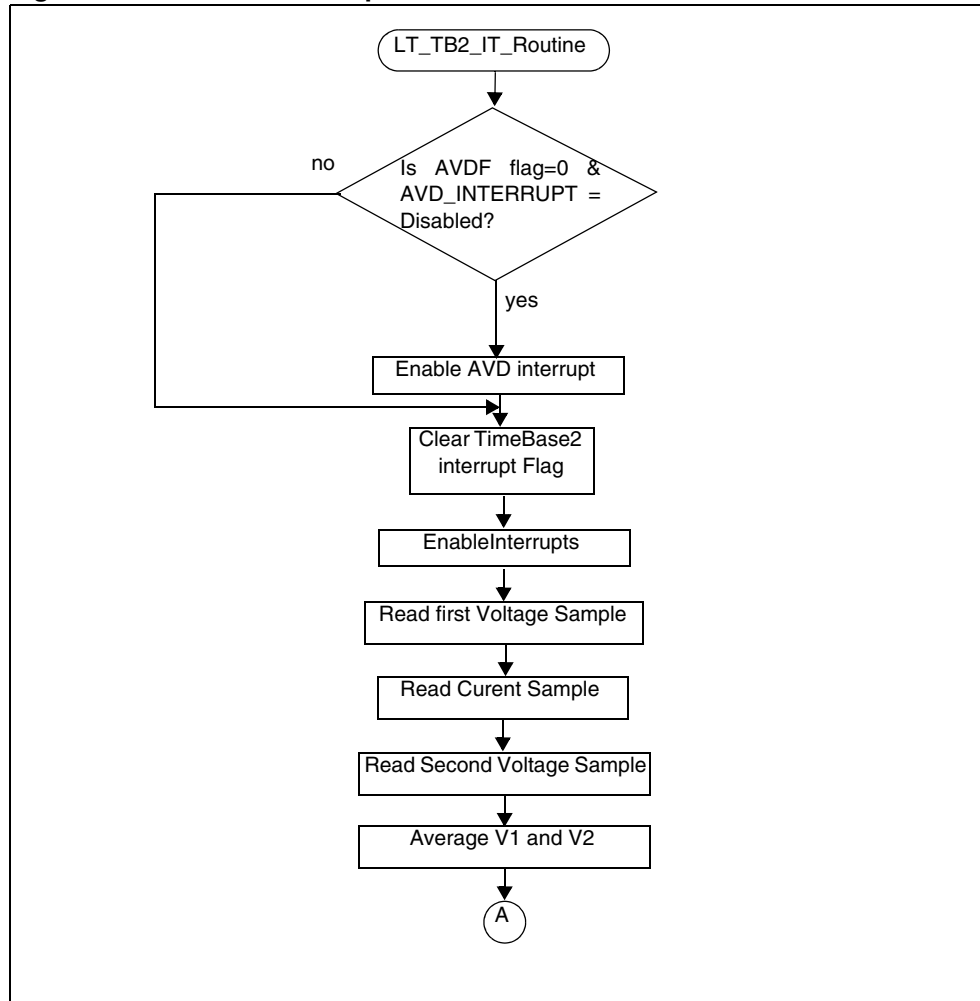 LT_TB2_IT_Routine
no
Is AVDF flag=0 &
AVD_INTERRUPT =
Disabled?
yes
Enable AVD interrupt
Clear TimeBase2
interrupt Flag
EnableInterrupts
Read first Voltage Sample
Read Curent Sample
Read Second Voltage Sample
Average V1 and V2
A